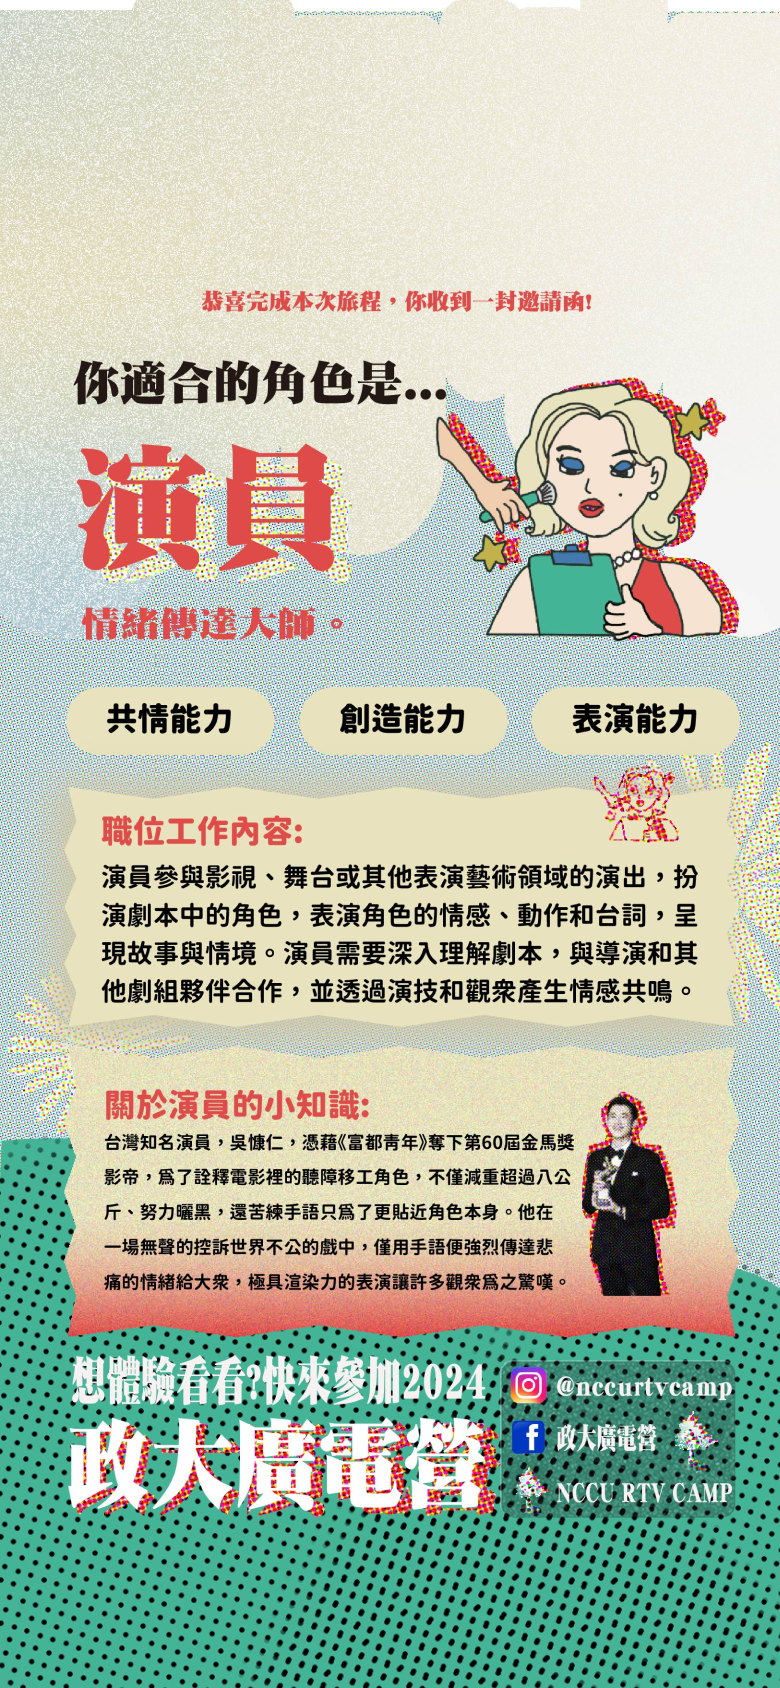 恭喜完成本次旅程，你收到一封邀請函!
你適合的角色是...
演員
情緒傳達大師。
共情能力
創造能力
表演能力
職位工作內容:
演員參與影視、舞台或其他表演藝術領域的演出，扮
演劇本中的角色，表演角色的情感、動作和台詞，呈
現故事與情境。演員需要深入理解劇本，與導演和其
他劇組夥伴合作，並透過演技和觀眾產生情感共鳴。
關於演員的小知識:
台灣知名演員，吳慷仁，憑藉《富都青年》奪下第60屆金馬獎
影帝，為了詮釋電影裡的聽障移工角色，不僅減重超過八公
斤、努力曬黑，還苦練手語只為了更貼近角色本身。他在
一場無聲的控訴世界不公的戲中，僅用手語便強烈傳達悲
痛的情緒給大眾，極具渲染力的表演讓許多觀眾為之驚嘆。
想體驗看看?快來參加2024
政大廣電營
@nccurtvcamp
政大廣電營
NCCU RTV CAMP